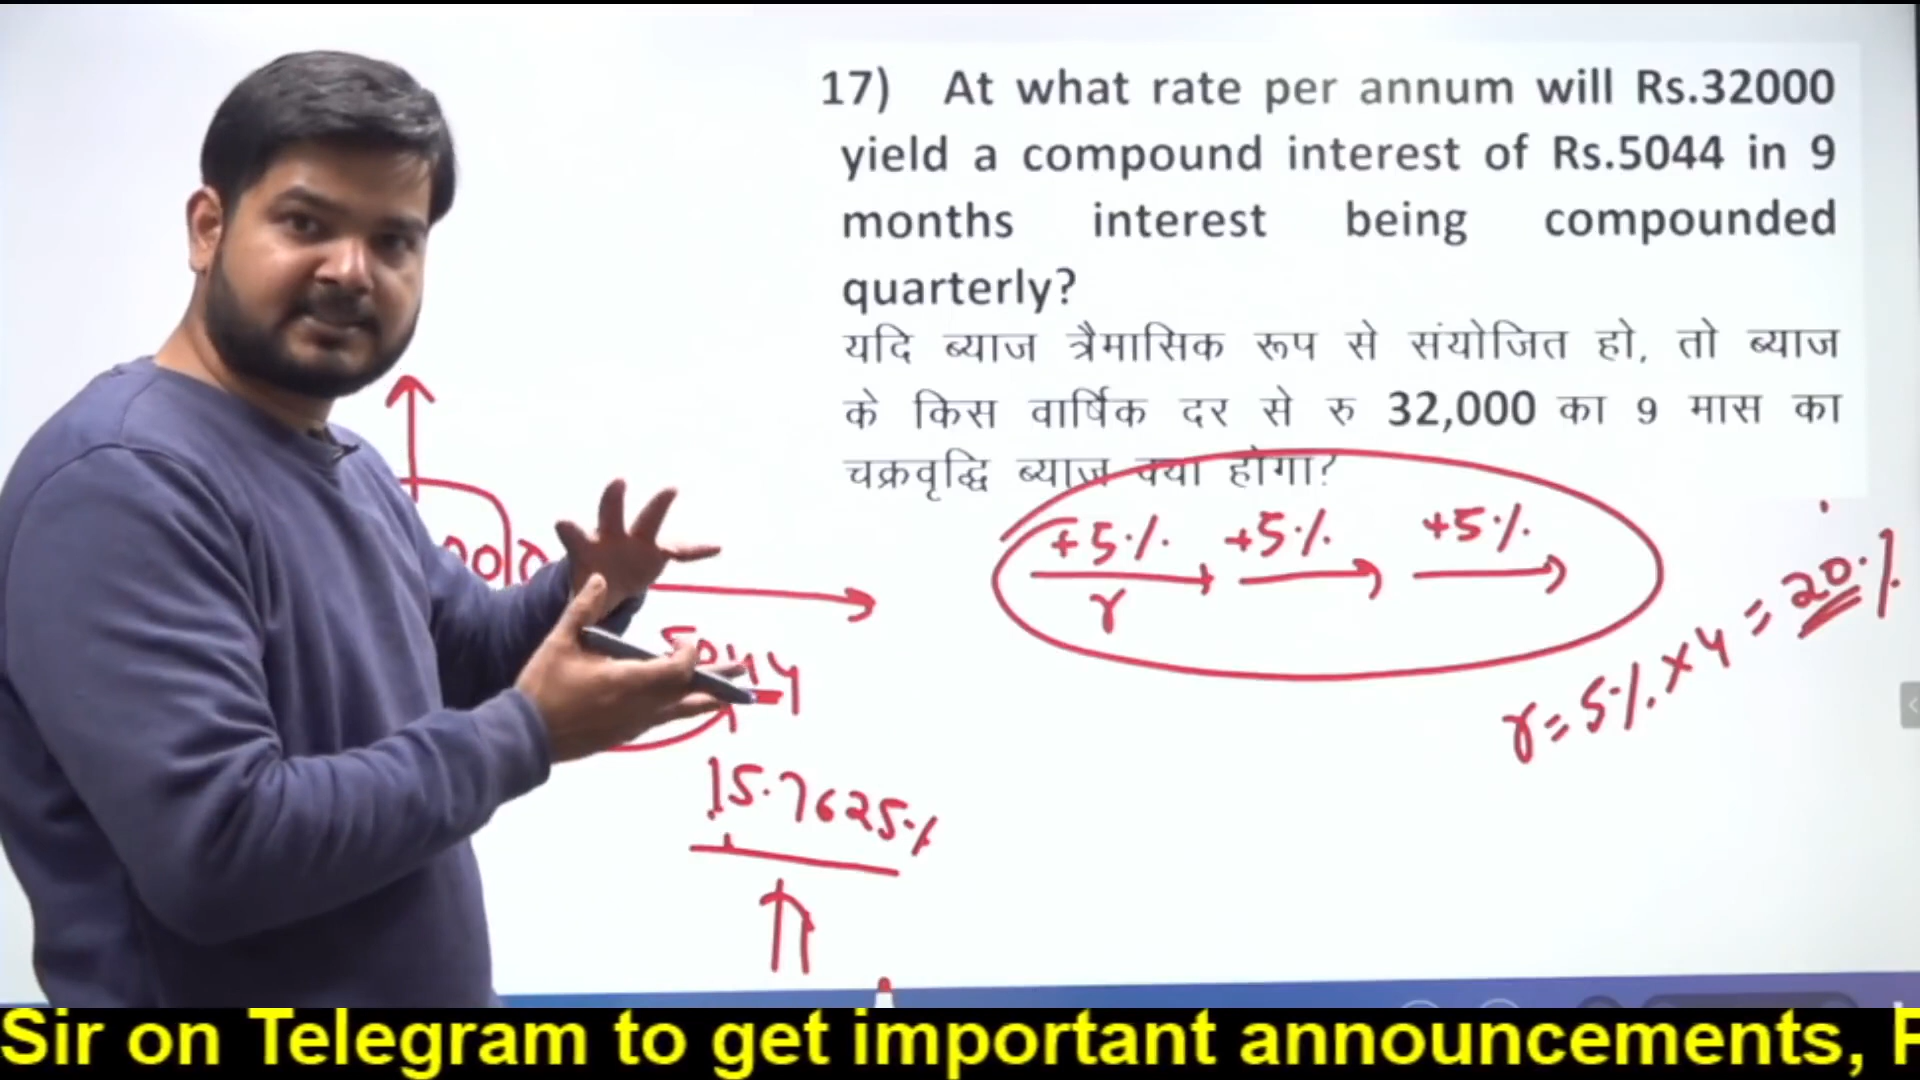 17) At what rate per annum will Rs.32000
yield a compound interest of Rs.5044 in 9
months interest being compounded
quarterly?
यदि ब्याज त्रैमासिक रूप से संयोजित हो, तो ब्याज
के किस वार्षिक दर से रु 32,000 का 9 मास का
चक्रवृद्धि ब्याज क्या होगा?
+5% +5% +5%
r
r = 5% × 4 = 20%
5044
15.7625%
Sir on Telegram to get important announcements,